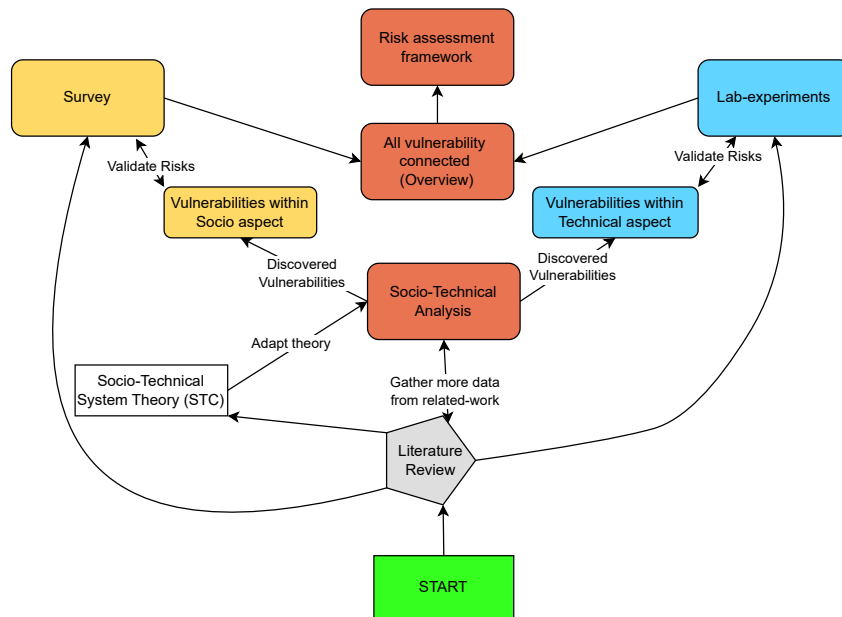 Risk assessment
framework
Survey
Lab-experiments
All vulnerability
connected
(Overview)
Validate Risks
Validate Risks
Vulnerabilities within
Socio aspect
Vulnerabilities within
Technical aspect
Discovered
Vulnerabilities
Discovered
Vulnerabilities
Socio-Technical
Analysis
Adapt theory
Socio-Technical
System Theory (STC)
Gather more data
from related-work
Literature
Review
START